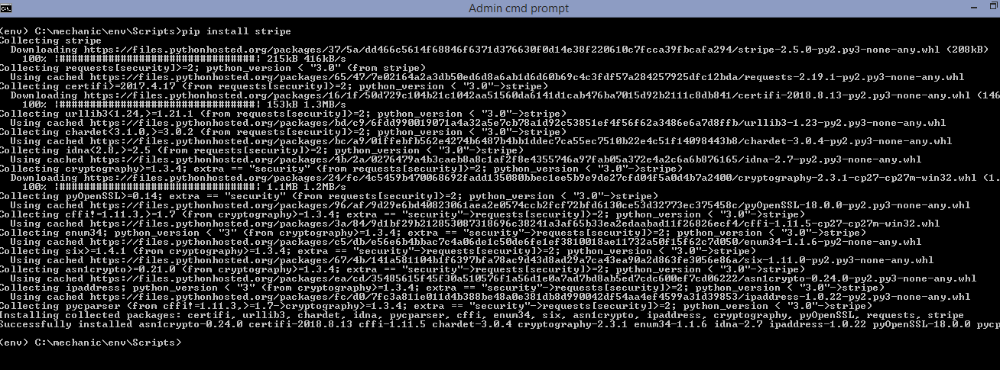 Admin cmd prompt
(env) C:\mechanic\env\Scripts>pip install stripe
Collecting stripe
Downloading https://files.pythonhosted.org/packages/37/5a/dd466c5614f68846f6371d376630f0d14e38f220610c7fcca39fbcafa294/stripe-2.5.0-py2.py3-none-any.whl (208kB)
100% |################################| 215kB 416kB/s
Collecting requests[security]>=2; python_version < "3.0" (from stripe)
Using cached https://files.pythonhosted.org/packages/65/47/7e02164a2a3db50ed6d8a6ab1d6d60b69c4c3fdf57a284257925dfc12bda/requests-2.19.1-py2.py3-none-any.whl
Collecting certifi>=2017.4.17 (from requests[security]>=2; python_version < "3.0"->stripe)
Downloading https://files.pythonhosted.org/packages/16/1f/50d729c104b21c1042aa51560da6141d1cab476ba7015d92b2111c8db841/certifi-2018.8.13-py2.py3-none-any.whl (146
100% |################################| 153kB 1.3MB/s
Collecting urllib3<1.24,>=1.21.1 (from requests[security]>=2; python_version < "3.0"->stripe)
Using cached https://files.pythonhosted.org/packages/bd/c9/6fdd990019071a4a32a5e7cb78a1d92c53851ef4f56f62a3486e6a7d8ffb/urllib3-1.23-py2.py3-none-any.whl
Collecting chardet<3.1.0,>=3.0.2 (from requests[security]>=2; python_version < "3.0"->stripe)
Using cached https://files.pythonhosted.org/packages/bc/a9/01ffebfb562e4274b6487b4bb1ddec7ca55ec7510b22e4c51f14098443b8/chardet-3.0.4-py2.py3-none-any.whl
Collecting idna<2.8,>=2.5 (from requests[security]>=2; python_version < "3.0"->stripe)
Using cached https://files.pythonhosted.org/packages/4b/2a/0276479a4b3caeb8a8c1af2f8e4355746a97fab05a372e4a2c6a6b876165/idna-2.7-py2.py3-none-any.whl
Collecting cryptography>=1.3.4; extra == "security" (from requests[security]>=2; python_version < "3.0"->stripe)
Downloading https://files.pythonhosted.org/packages/24/fc/4c5459b470068692fadd135080bbec1ee5b9e9de27cfd04f5a0d4b7a2400/cryptography-2.3.1-cp27-cp27m-win32.whl (1.
100% |################################| 1.1MB 1.2MB/s
Collecting pyOpenSSL>=0.14; extra == "security" (from requests[security]>=2; python_version < "3.0"->stripe)
Using cached https://files.pythonhosted.org/packages/96/af/9d29e6bd40823061aea2e0574ccb2fcf72bfd6130ce53d32773ec375458c/pyOpenSSL-18.0.0-py2.py3-none-any.whl
Collecting cffi!=1.11.3,>=1.7 (from cryptography>=1.3.4; extra == "security"->requests[security]>=2; python_version < "3.0"->stripe)
Using cached https://files.pythonhosted.org/packages/3a/84/9d1bf29b212853087318696c38241a3af65b33ea2edaabad11f26826ecf4/cffi-1.11.5-cp27-cp27m-win32.whl
Collecting enum34; python_version < "3" (from cryptography>=1.3.4; extra == "security"->requests[security]>=2; python_version < "3.0"->stripe)
Using cached https://files.pythonhosted.org/packages/c5/db/e56e6b4bbac7c4a06de1c50de6fe1ef3810018ae11732a50f15f62c7d050/enum34-1.1.6-py2-none-any.whl
Collecting six>=1.4.1 (from cryptography>=1.3.4; extra == "security"->requests[security]>=2; python_version < "3.0"->stripe)
Using cached https://files.pythonhosted.org/packages/67/4b/141a581104b1f6397bfa78ac9d43d8ad29a7ca43ea90a2d863fe3056e86a/six-1.11.0-py2.py3-none-any.whl
Collecting asn1crypto>=0.21.0 (from cryptography>=1.3.4; extra == "security"->requests[security]>=2; python_version < "3.0"->stripe)
Using cached https://files.pythonhosted.org/packages/ea/cd/35485615f45f30a510576f1a56d1e0a7ad7bd8ab5ed7cdc600ef7cd06222/asn1crypto-0.24.0-py2.py3-none-any.whl
Collecting ipaddress; python_version < "3" (from cryptography>=1.3.4; extra == "security"->requests[security]>=2; python_version < "3.0"->stripe)
Using cached https://files.pythonhosted.org/packages/fc/d0/7fc3a811e011d4b388be48a0e381db8d990042df54aa4ef4599a31d39853/ipaddress-1.0.22-py2.py3-none-any.whl
Collecting pycparser (from cffi!=1.11.3,>=1.7->cryptography>=1.3.4; extra == "security"->requests[security]>=2; python_version < "3.0"->stripe)
Installing collected packages: certifi, urllib3, chardet, idna, pycparser, cffi, enum34, six, asn1crypto, ipaddress, cryptography, pyOpenSSL, requests, stripe
Successfully installed asn1crypto-0.24.0 certifi-2018.8.13 cffi-1.11.5 chardet-3.0.4 cryptography-2.3.1 enum34-1.1.6 idna-2.7 ipaddress-1.0.22 pyOpenSSL-18.0.0 pycp
(env) C:\mechanic\env\Scripts>